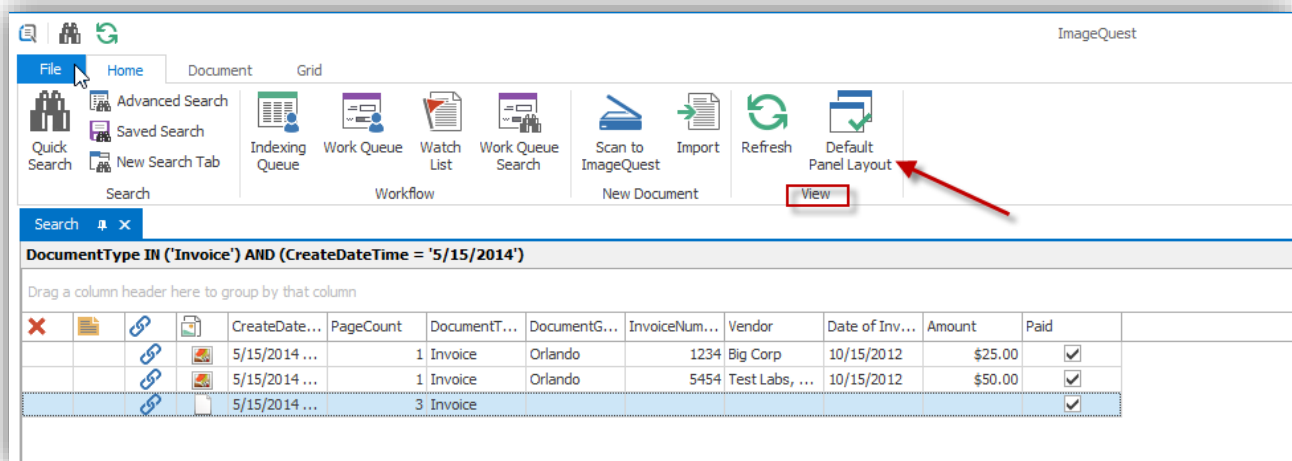 ImageQuest
File Home Document Grid
Quick Search
Advanced Search
Saved Search
New Search Tab
Indexing Queue
Work Queue
Watch List
Work Queue Search
Scan to ImageQuest
Import
Refresh
Default Panel Layout
Search Workflow New Document View
Search
DocumentType IN ('Invoice') AND (CreateDateTime = '5/15/2014')
Drag a column header here to group by that column
CreateDate... PageCount DocumentT... DocumentG... InvoiceNum... Vendor Date of Inv... Amount Paid
5/15/2014 ... 1 Invoice Orlando 1234 Big Corp 10/15/2012 $25.00
5/15/2014 ... 1 Invoice Orlando 5454 Test Labs, ... 10/15/2012 $50.00
5/15/2014 ... 3 Invoice